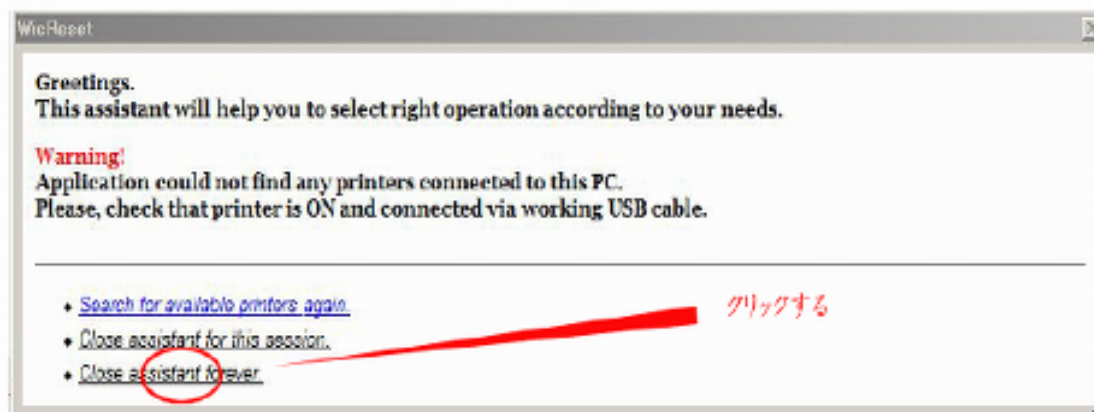 WicReset
Greetings.
This assistant will help you to select right operation according to your needs.
Warning!
Application could not find any printers connected to this PC.
Please, check that printer is ON and connected via working USB cable.
Search for available printers again.
クリックする
Close assistant for this session.
Close assistant forever.